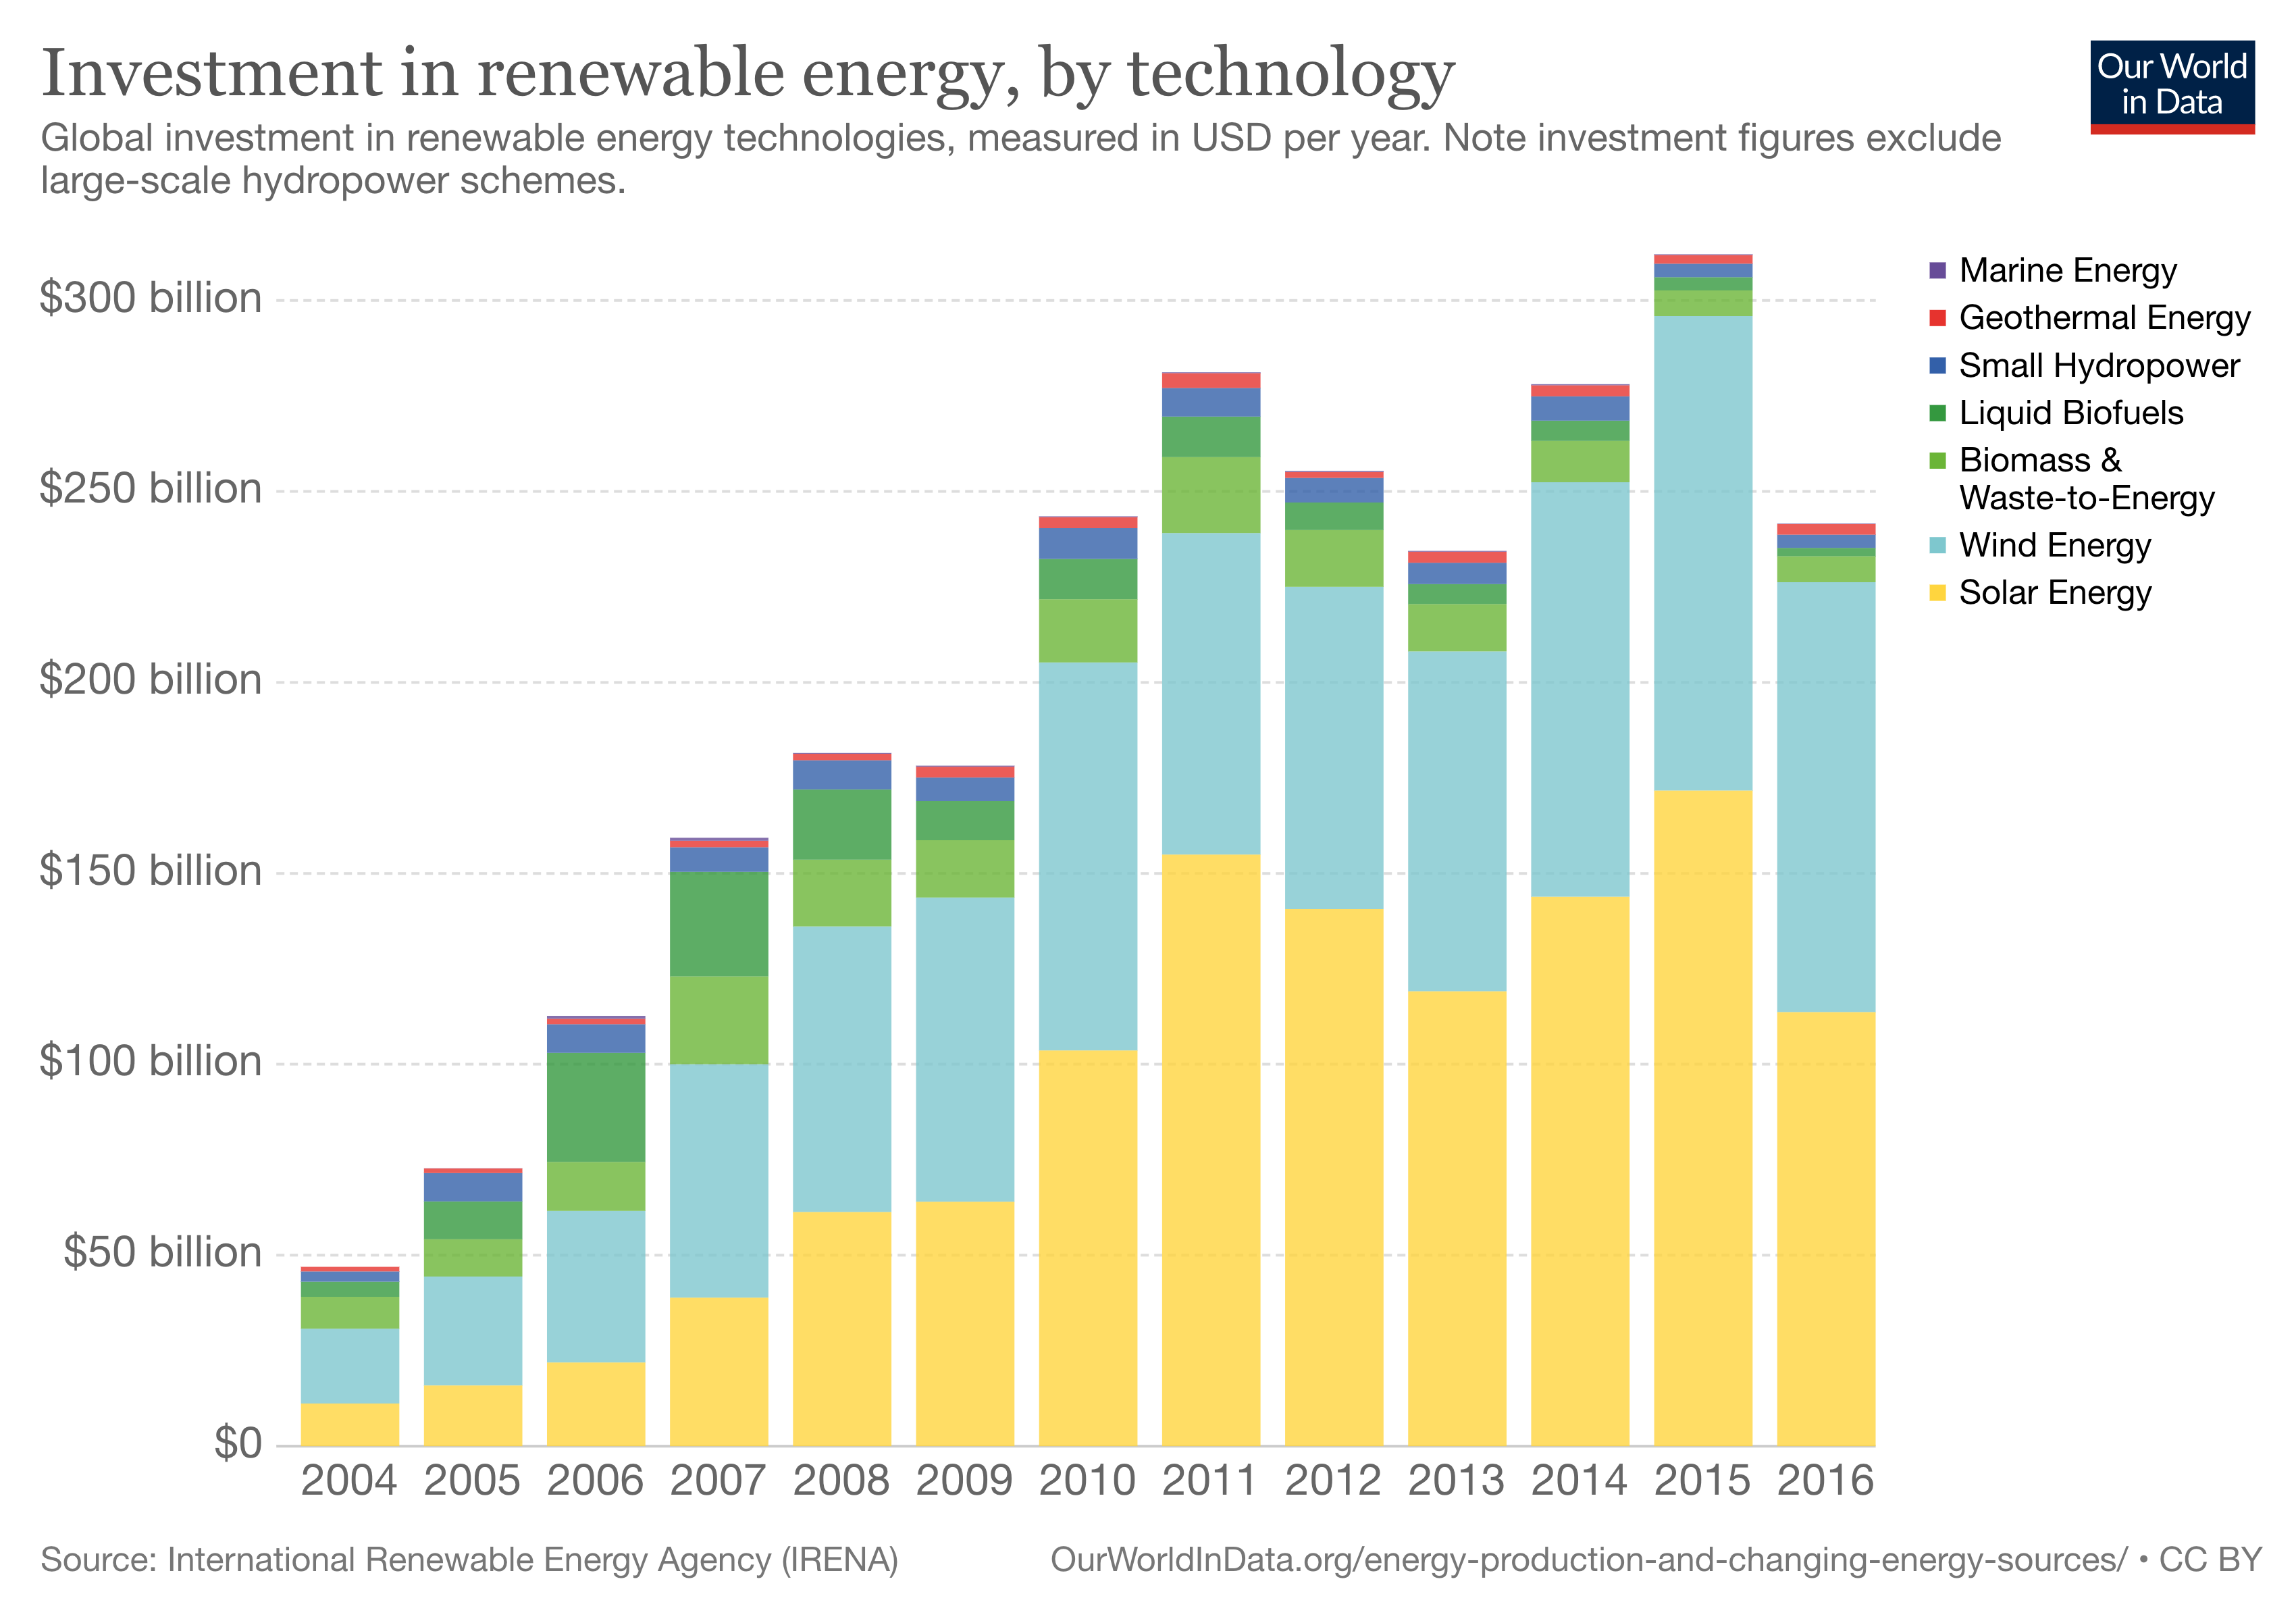 Investment in renewable energy, by technology
Our World
in Data
Global investment in renewable energy technologies, measured in USD per year. Note investment figures exclude
large-scale hydropower schemes.
$300 billion
$250 billion
$200 billion
$150 billion
$100 billion
$50 billion
$0
Marine Energy
Geothermal Energy
Small Hydropower
Liquid Biofuels
Biomass &
Waste-to-Energy
Wind Energy
Solar Energy
2004 2005 2006 2007 2008 2009 2010 2011 2012 2013 2014 2015 2016
Source: International Renewable Energy Agency (IRENA)
OurWorldInData.org/energy-production-and-changing-energy-sources/ • CC BY